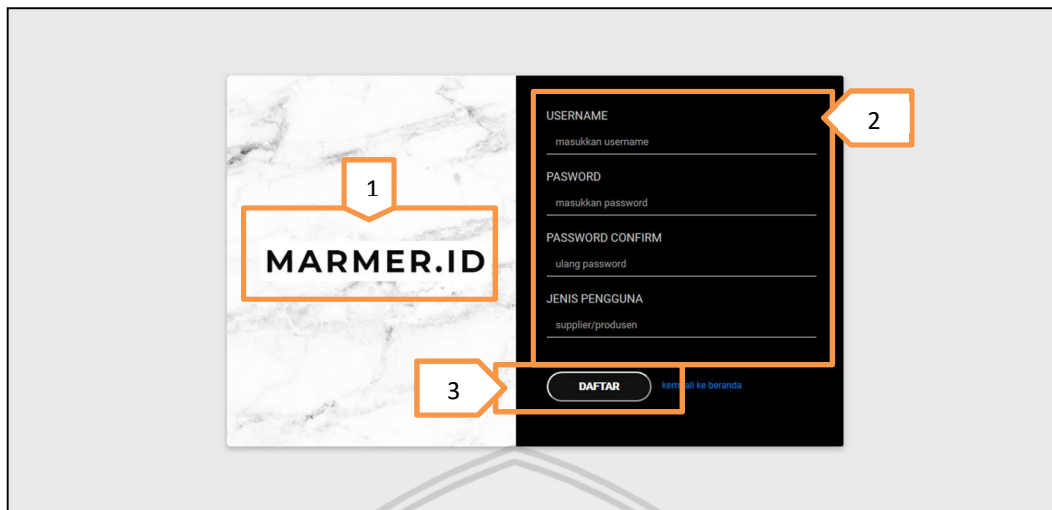 1
MARMER.ID
2
USERNAME
masukkan username
PASWORD
masukkan password
PASSWORD CONFIRM
ulang password
JENIS PENGGUNA
supplier/produsen
3
DAFTAR
kembali ke beranda